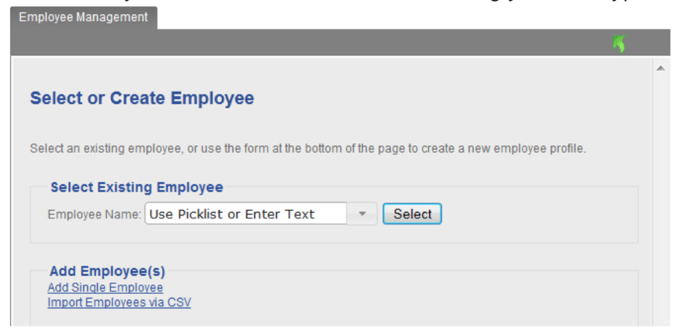 Employee Management
Select or Create Employee
Select an existing employee, or use the form at the bottom of the page to create a new employee profile.
Select Existing Employee
Employee Name: Use Picklist or Enter Text Select
Add Employee(s)
Add Single Employee
Import Employees via CSV